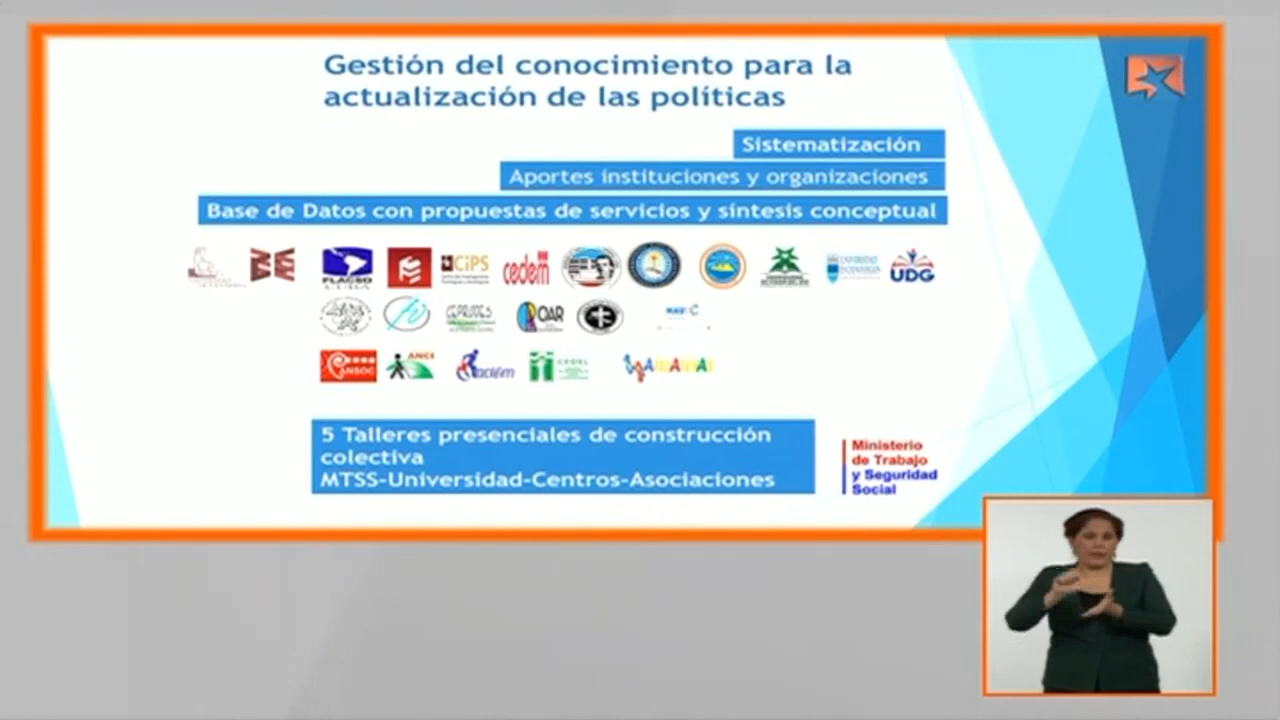 Gestión del conocimiento para la
actualización de las políticas
Sistematización
Aportes instituciones y organizaciones
Base de Datos con propuestas de servicios y síntesis conceptual
FLACSO
CUBA
CiPS
cedem
UDG
OAR
ANSOC
ANCI
aclifim
CEDEL
5 Talleres presenciales de construcción
colectiva
MTSS-Universidad-Centros-Asociaciones
Ministerio
de Trabajo
y Seguridad
Social